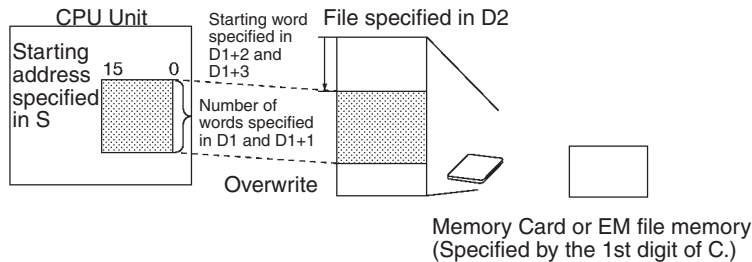 CPU Unit
Starting
address
specified
in S
15 0
Starting word
specified in
D1+2 and
D1+3
Number of
words specified
in D1 and D1+1
File specified in D2
Overwrite
Memory Card or EM file memory
(Specified by the 1st digit of C.)